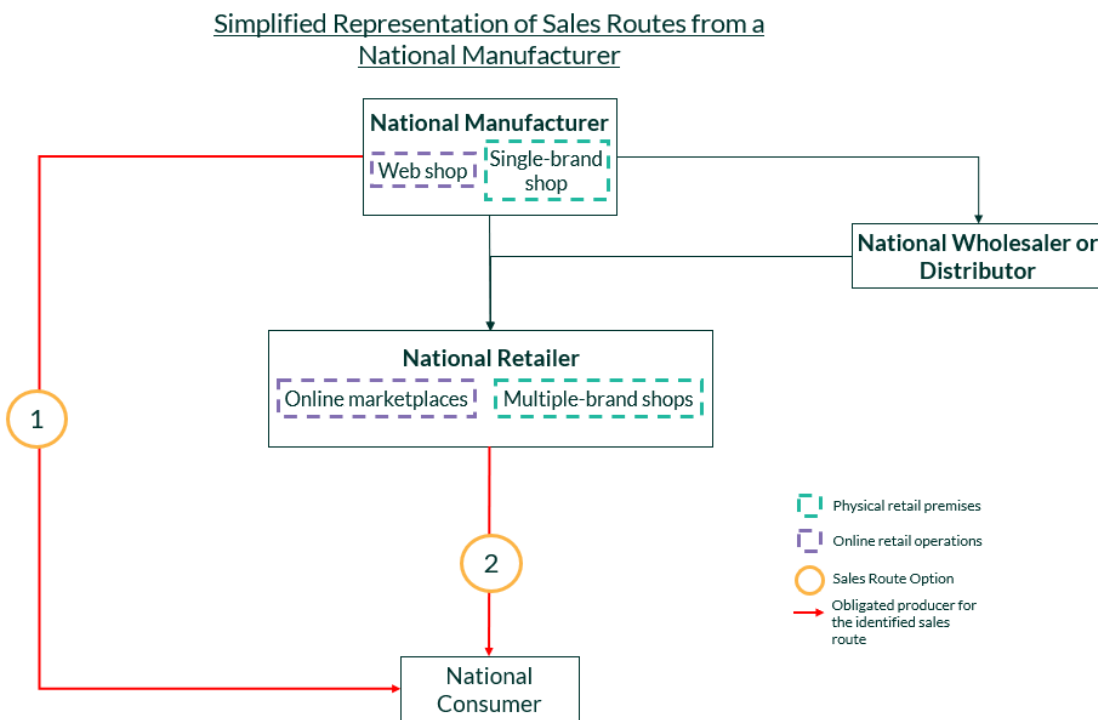 Simplified Representation of Sales Routes from a
National Manufacturer
National Manufacturer
Web shop
Single-brand
shop
National Wholesaler or
Distributor
National Retailer
Online marketplaces
Multiple-brand shops
1
2
Physical retail premises
Online retail operations
Sales Route Option
Obligated producer for
the identified sales
route
National
Consumer